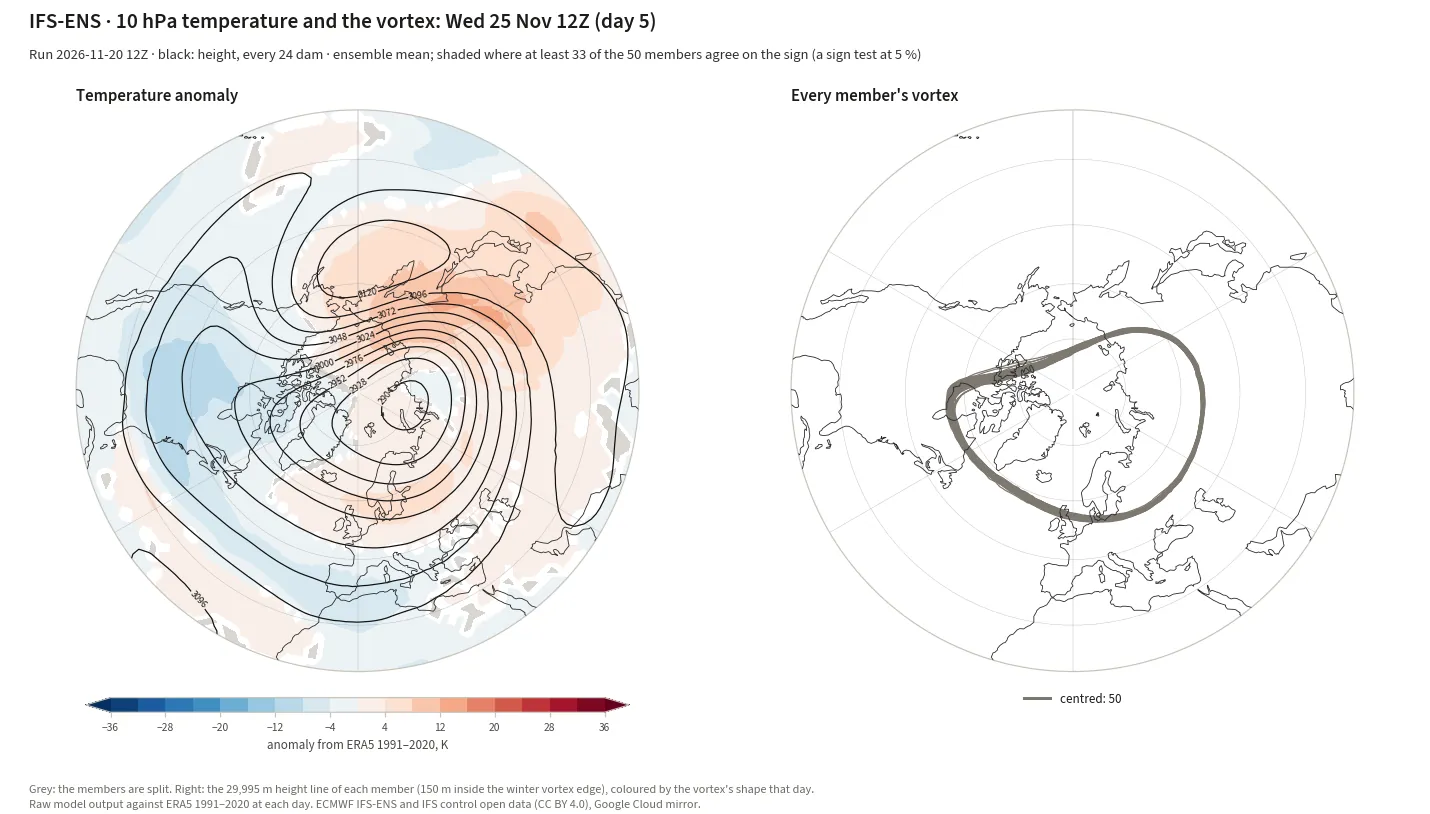 IFS-ENS · 10 hPa temperature and the vortex: Wed 25 Nov 12Z (day 5)
Run 2026-11-20 12Z · black: height, every 24 dam · ensemble mean; shaded where at least 33 of the 50 members agree on the sign (a sign test at 5 %)
Temperature anomaly
Every member's vortex
3120
3096
3072
3048
3024
3000
2976
2952
2928
2904
3096
centred: 50
−36 −28 −20 −12 −4 4 12 20 28 36
anomaly from ERA5 1991–2020, K
Grey: the members are split. Right: the 29,995 m height line of each member (150 m inside the winter vortex edge), coloured by the vortex's shape that day.
Raw model output against ERA5 1991–2020 at each day. ECMWF IFS-ENS and IFS control open data (CC BY 4.0), Google Cloud mirror.